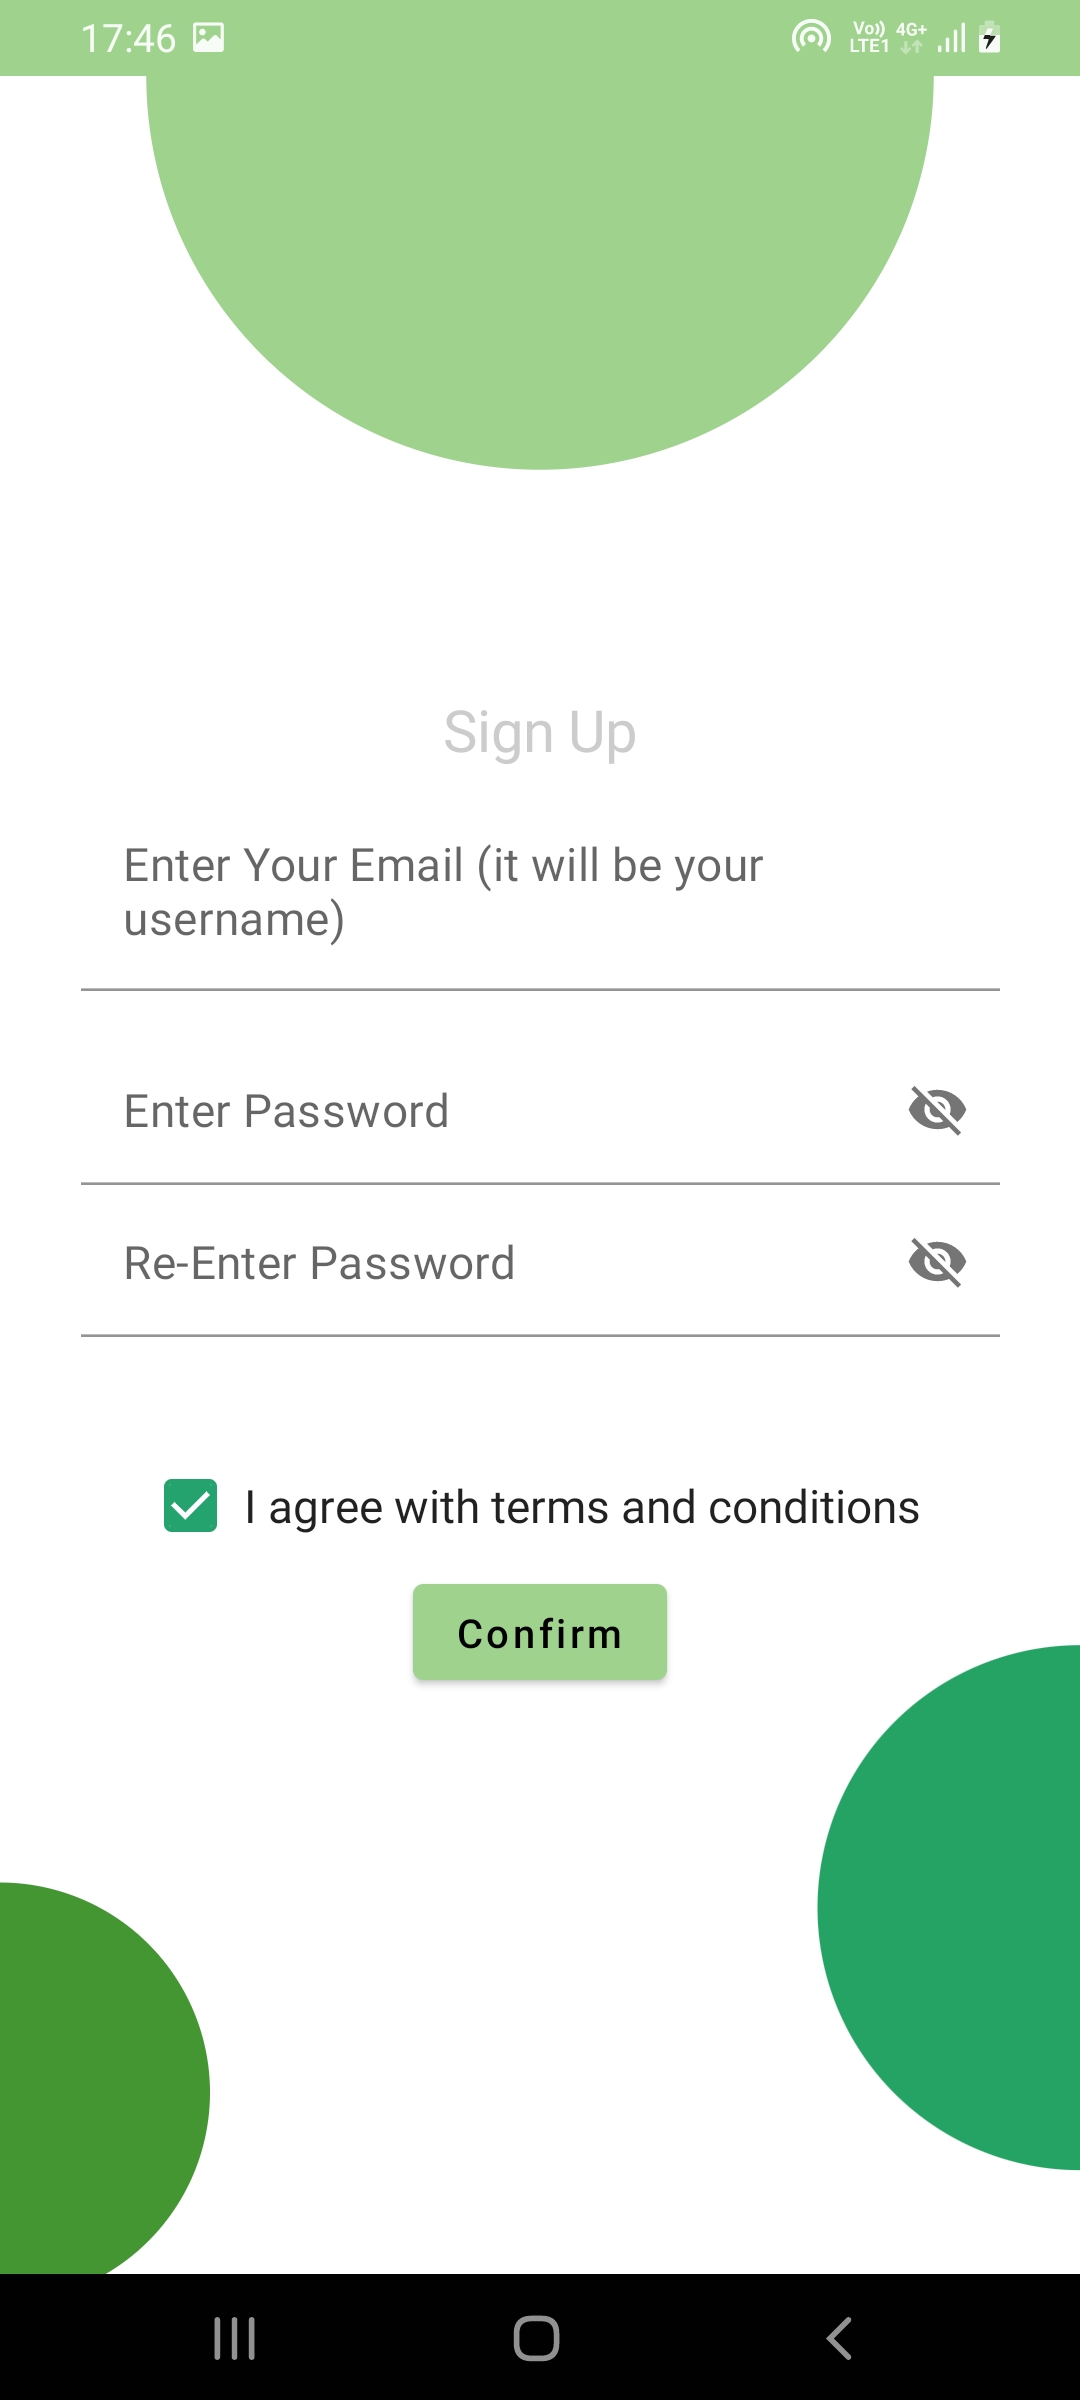 17:46
Vo)) 4G+
LTE1
Sign Up
Enter Your Email (it will be your
username)
Enter Password
Re-Enter Password
I agree with terms and conditions
Confirm